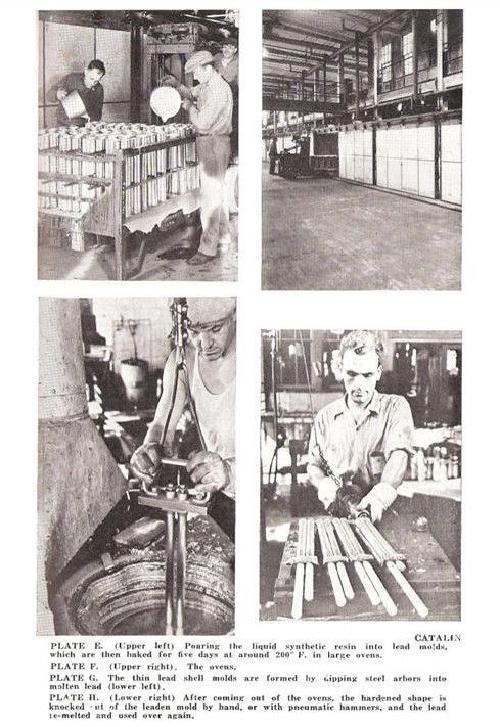 CATALIN
PLATE E. (Upper left) Pouring the liquid synthetic resin into lead molds,
which are then baked for five days at around 200° F. in large ovens.
PLATE F. (Upper right). The ovens.
PLATE G. The thin lead shell molds are formed by dipping steel arbors into
molten lead (lower left).
PLATE H. (Lower right) After coming out of the ovens, the hardened shape is
knocked out of the leaden mold by hand, or with pneumatic hammers, and the lead
re-melted and used over again.